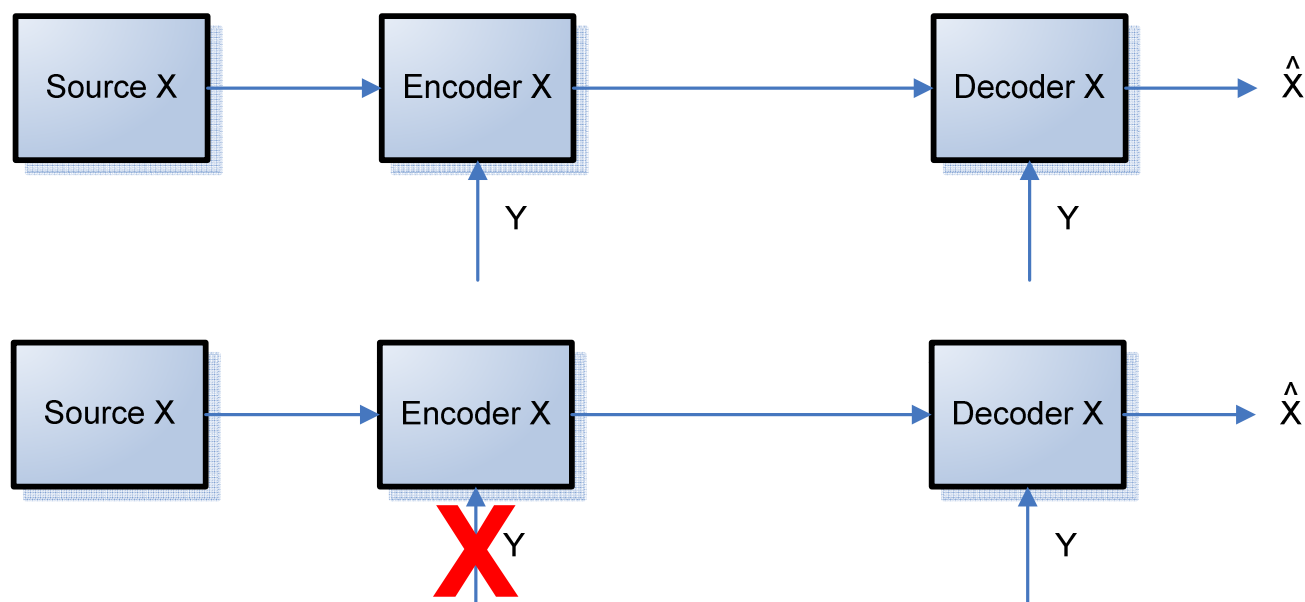 Source X Encoder X Decoder X X̂
Y Y
Source X Encoder X Decoder X X̂
X Y Y